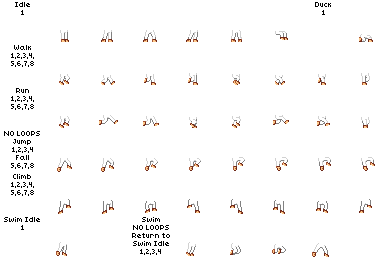 Idle
1
Duck
1
Walk
1,2,3,4,
5,6,7,8
Run
1,2,3,4,
5,6,7,8
NO LOOPS
Jump
1,2,3,4
Fall
5,6,7,8
Climb
1,2,3,4,
5,6,7,8
Swim Idle
1
Swim
NO LOOPS
Return to
Swim Idle
1,2,3,4